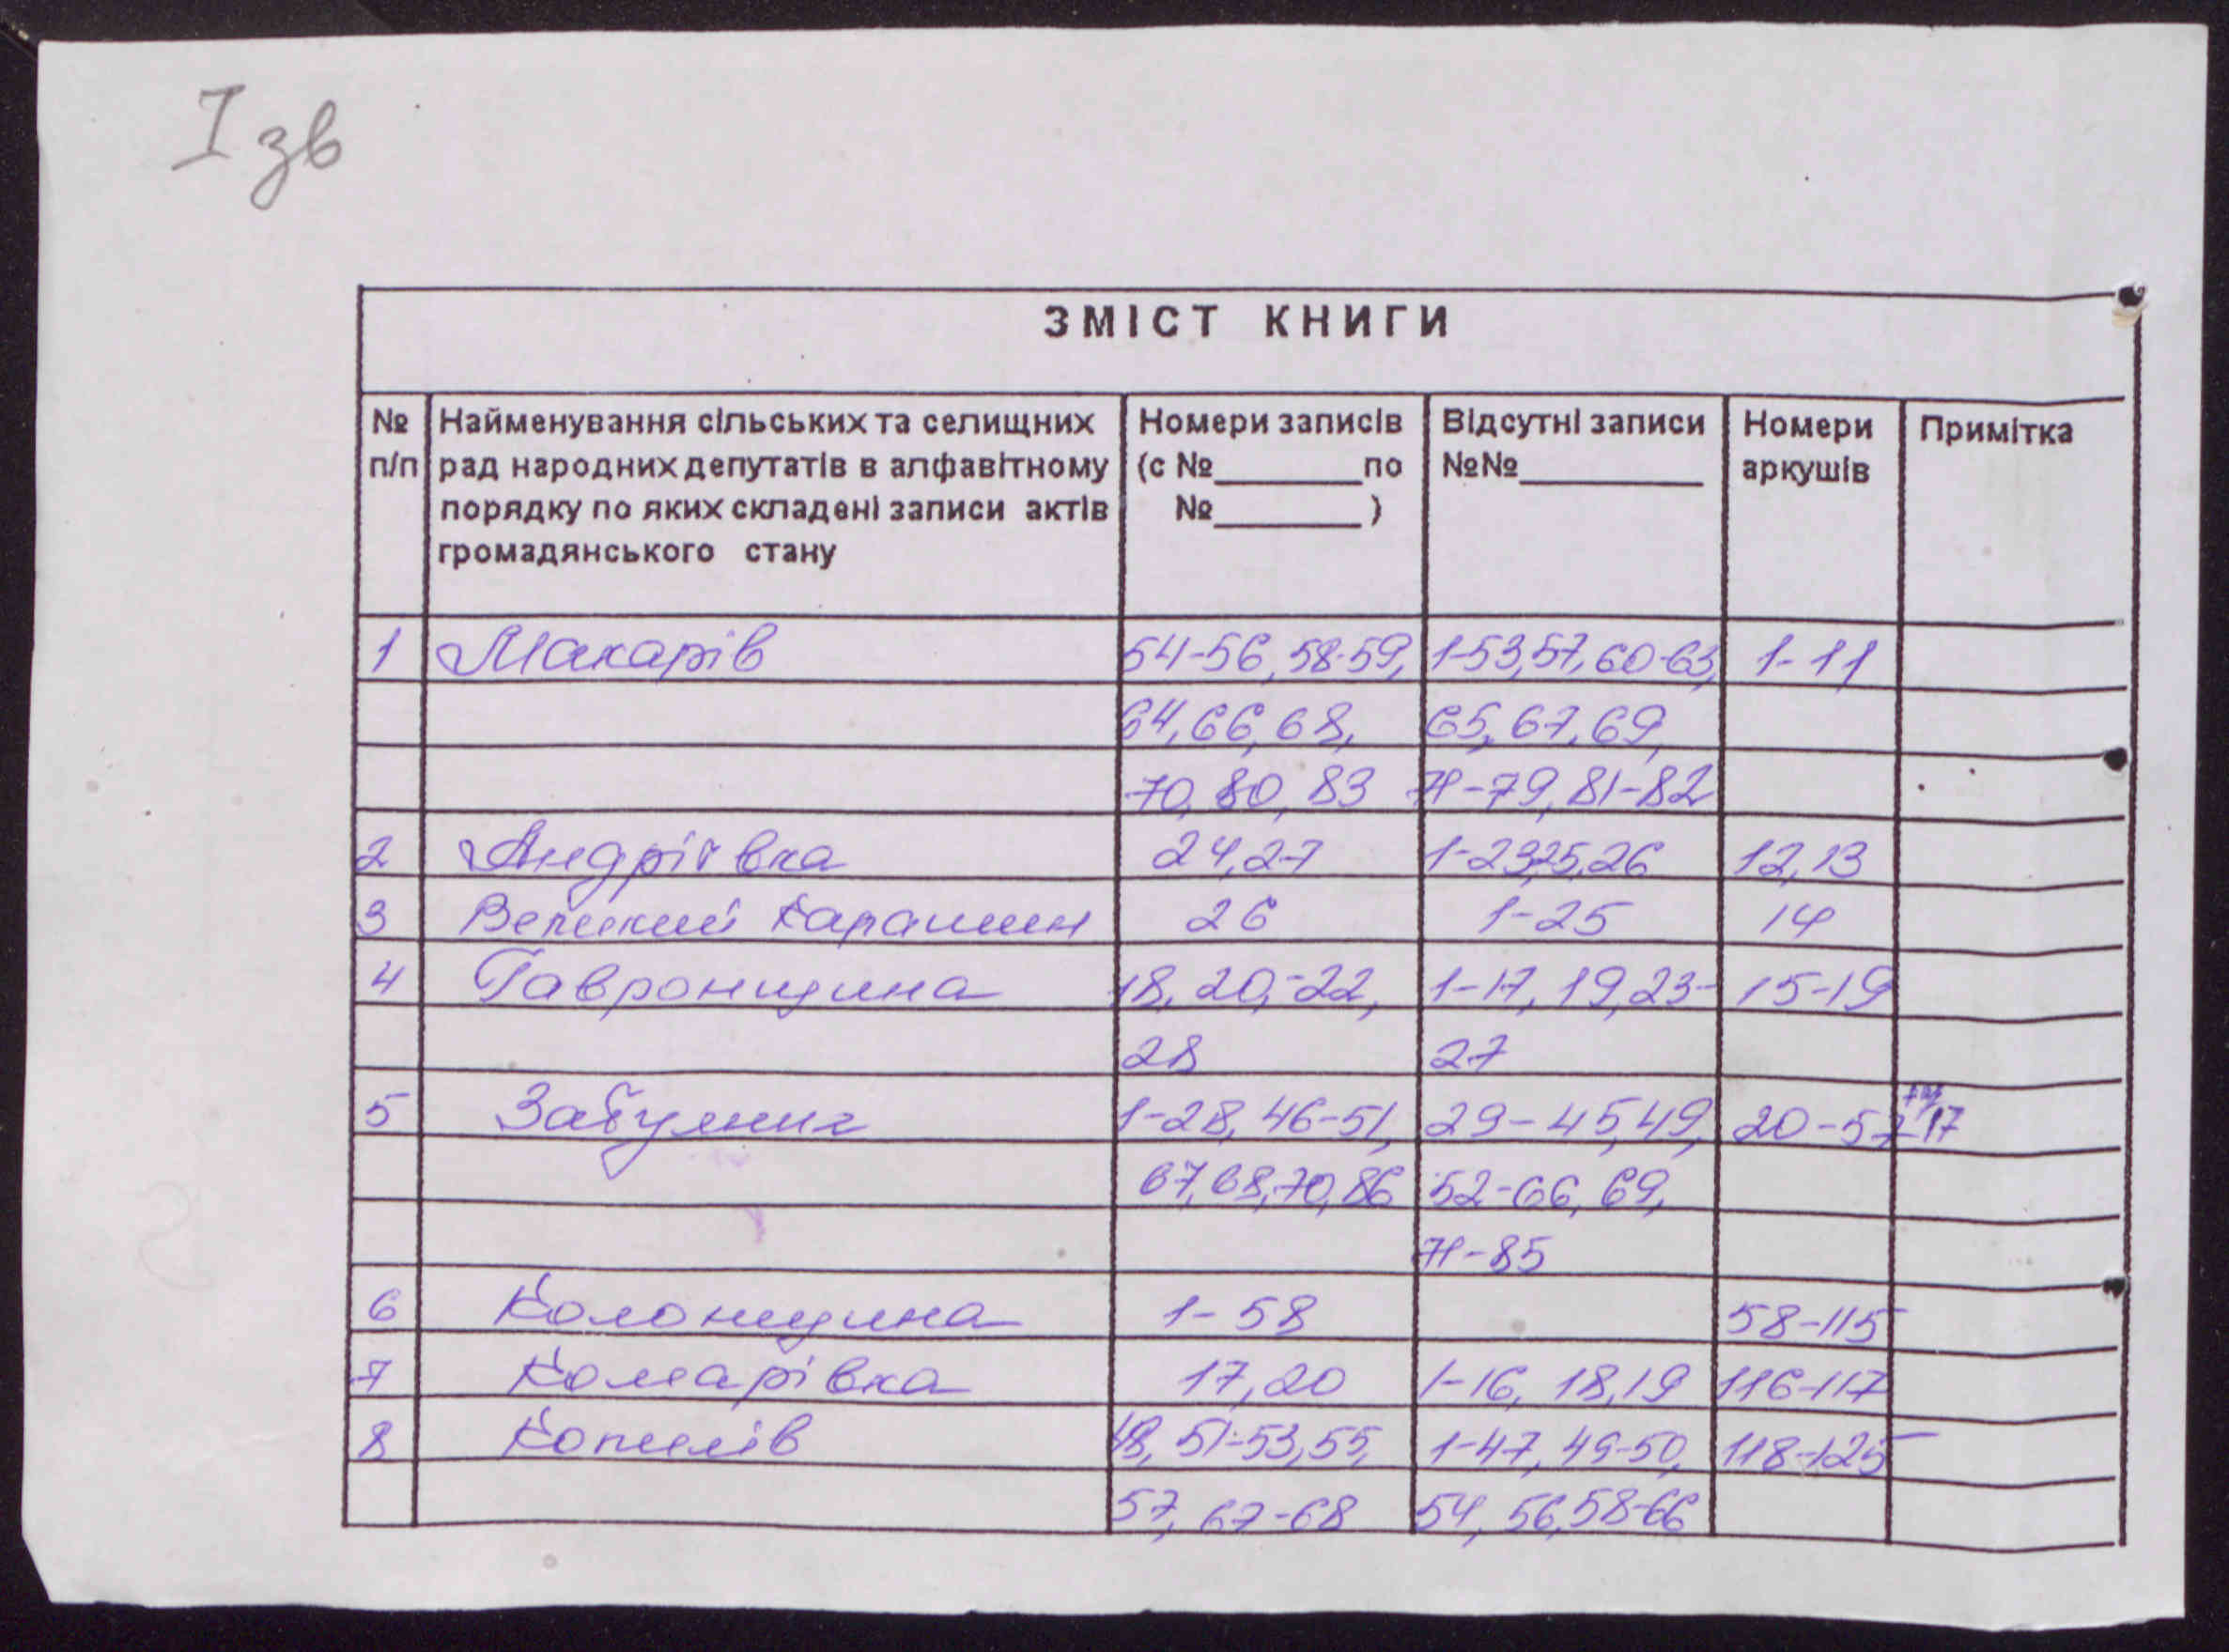 I зв
ЗМІСТ КНИГИ
№ п/п | Найменування сільських та селищних рад народних депутатів в алфавітному порядку по яких складені записи актів громадянського стану | Номери записів (с №______по №______) | Відсутні записи №№______ | Номери аркушів | Примітка
1 Макарів 54-56, 58-59, 1-53,57,60-63, 1-11
64,66,68, 65,67,69,
70,80,83 71-79,81-82
2 Андріївка 24,27 1-23,25,26 12,13
3 Великий Карашин 26 1-25 14
4 Гавронщина 18, 20,-22, 1-17, 19,23- 15-19
28 27
5 1-28, 46-51, 29-45,49, 20-57
67,68,70,86 52-66, 69,
71-85
6 Колонщина 1-58 58-115
7 Комарівка 17,20 1-16, 18,19 116-117
8 Копилів 48, 51-53,55, 1-47, 49-50, 118-125
57, 67-68 54, 56,58-66